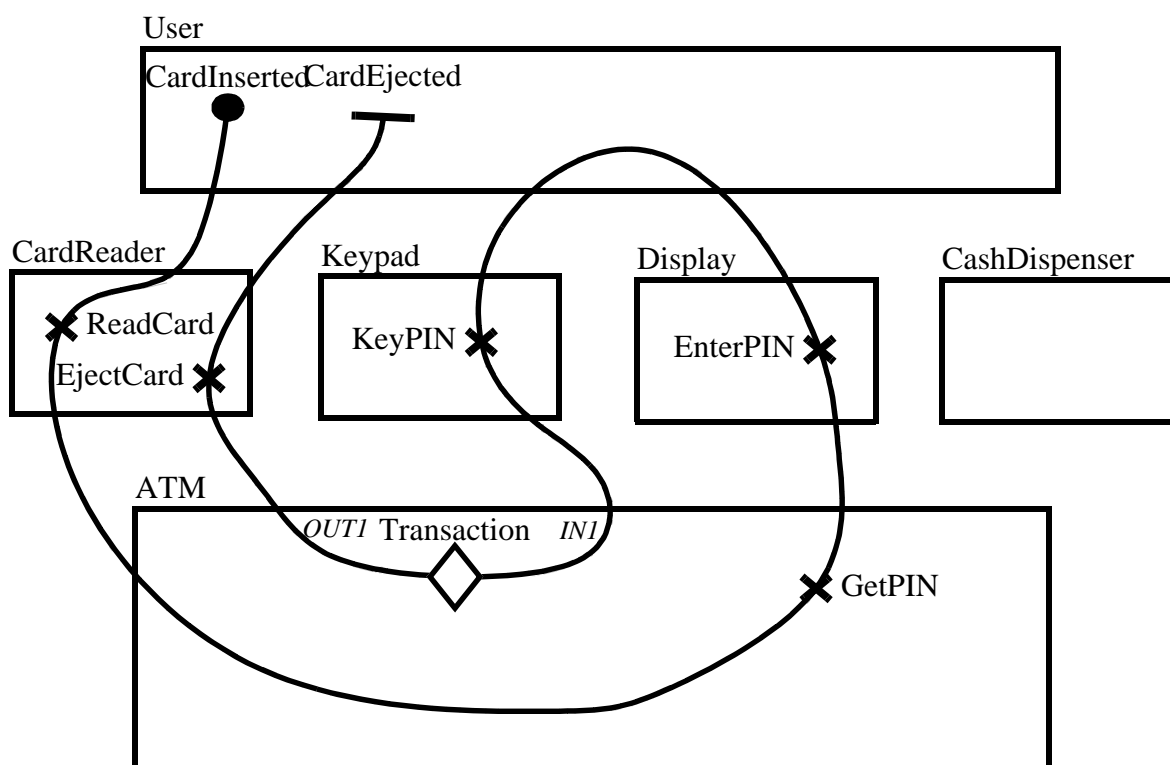 User
CardInserted CardEjected
CardReader
Keypad
Display
CashDispenser
ReadCard
KeyPIN
EnterPIN
EjectCard
ATM
OUT1 Transaction IN1
GetPIN